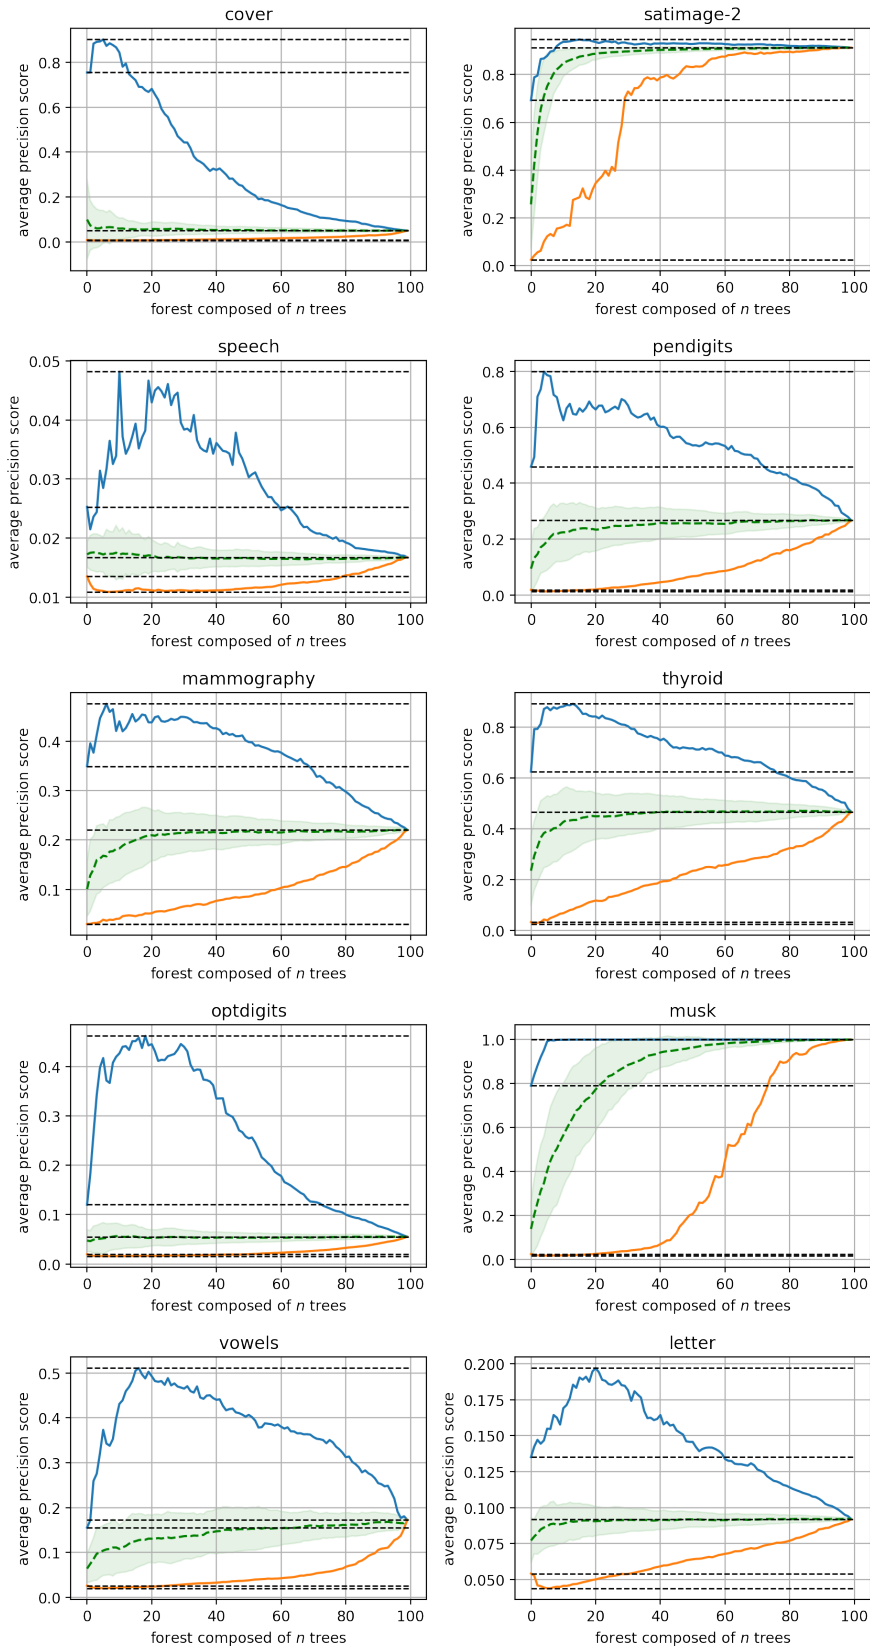 cover
average precision score
0.8
0.6
0.4
0.2
0.0
0 20 40 60 80 100
forest composed of n trees
satimage-2
average precision score
0.8
0.6
0.4
0.2
0.0
0 20 40 60 80 100
forest composed of n trees
speech
average precision score
0.05
0.04
0.03
0.02
0.01
0 20 40 60 80 100
forest composed of n trees
pendigits
average precision score
0.8
0.6
0.4
0.2
0.0
0 20 40 60 80 100
forest composed of n trees
mammography
average precision score
0.4
0.3
0.2
0.1
0 20 40 60 80 100
forest composed of n trees
thyroid
average precision score
0.8
0.6
0.4
0.2
0.0
0 20 40 60 80 100
forest composed of n trees
optdigits
average precision score
0.4
0.3
0.2
0.1
0.0
0 20 40 60 80 100
forest composed of n trees
musk
average precision score
1.0
0.8
0.6
0.4
0.2
0.0
0 20 40 60 80 100
forest composed of n trees
vowels
average precision score
0.5
0.4
0.3
0.2
0.1
0.0
0 20 40 60 80 100
forest composed of n trees
letter
average precision score
0.200
0.175
0.150
0.125
0.100
0.075
0.050
0 20 40 60 80 100
forest composed of n trees